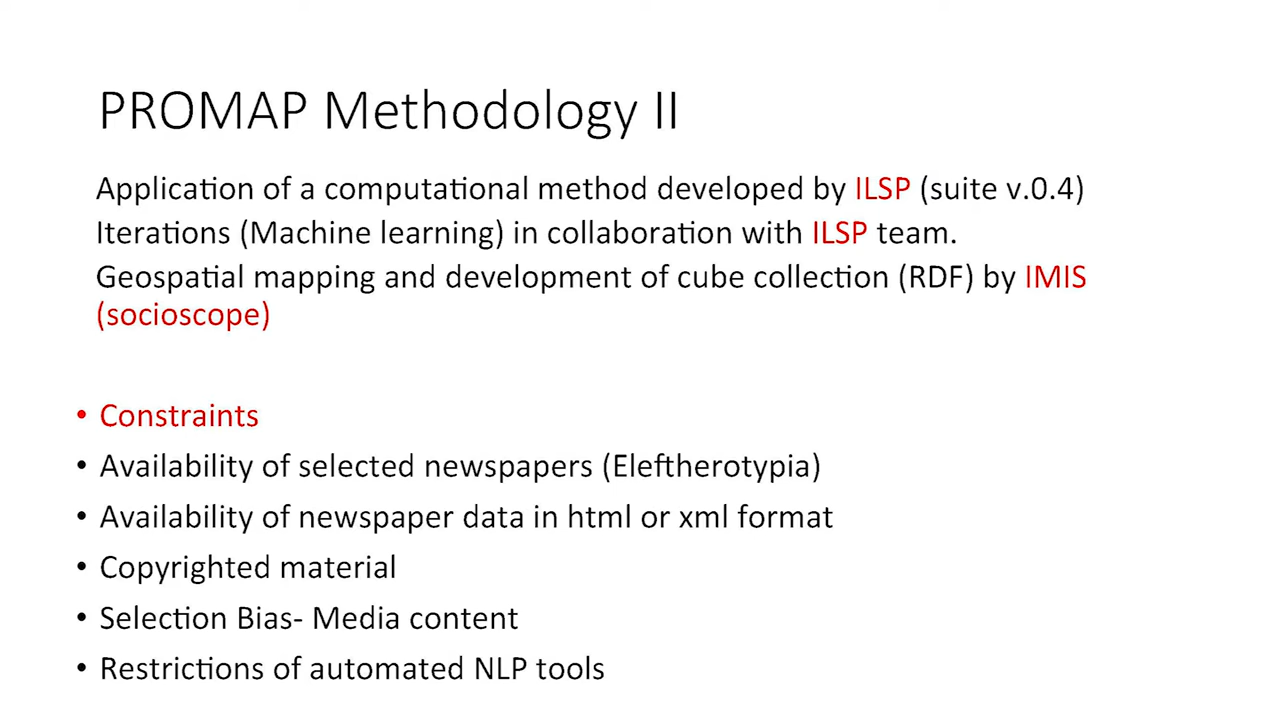 PROMAP Methodology II
Application of a computational method developed by ILSP (suite v.0.4)
Iterations (Machine learning) in collaboration with ILSP team.
Geospatial mapping and development of cube collection (RDF) by IMIS
(socioscope)
• Constraints
• Availability of selected newspapers (Eleftherotypia)
• Availability of newspaper data in html or xml format
• Copyrighted material
• Selection Bias- Media content
• Restrictions of automated NLP tools